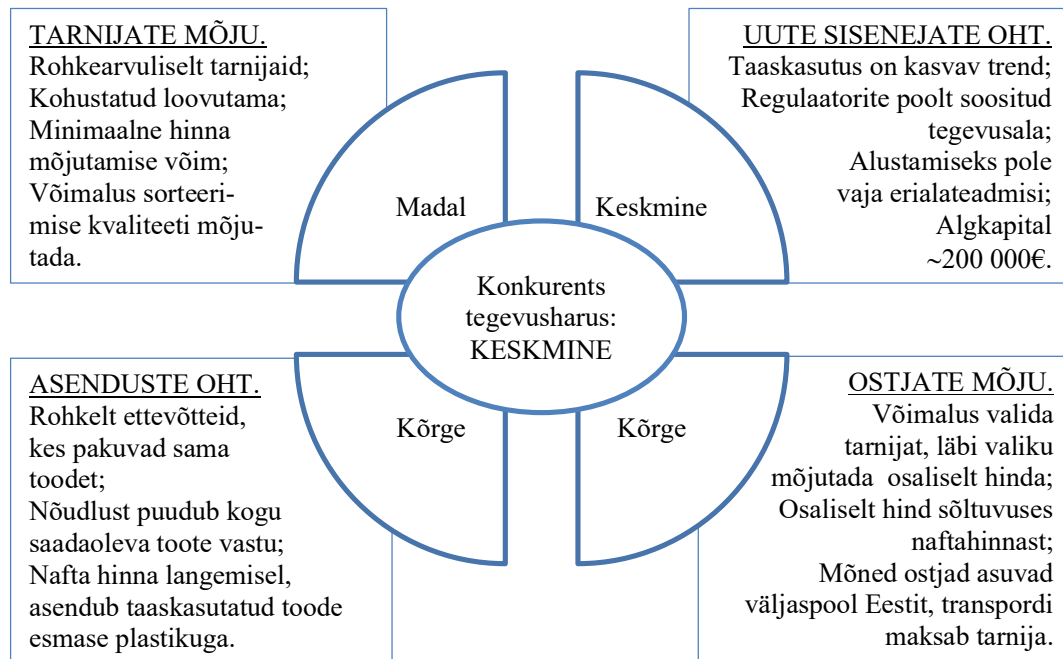 TARNIJATE MÕJU.
Rohkearvuliselt tarnijaid;
Kohustatud loovutama;
Minimaalne hinna
mõjutamise võim;
Võimalus sorteeri-
mise kvaliteeti mõju-
tada.
Madal
UUTE SISENEJATE OHT.
Taaskasutus on kasvav trend;
Regulaatorite poolt soositud
tegevusala;
Alustamiseks pole
vaja erialateadmisi;
Algkapital
~200 000€.
Keskmine
Konkurents
tegevusharus:
KESKMINE
ASENDUSTE OHT.
Rohkelt ettevõtteid,
kes pakuvad sama
toodet;
Nõudlust puudub kogu
saadaoleva toote vastu;
Nafta hinna langemisel,
asendub taaskasutatud toode
esmase plastikuga.
Kõrge
OSTJATE MÕJU.
Võimalus valida
tarnijat, läbi valiku
mõjutada osaliselt hinda;
Osaliselt hind sõltuvuses
naftahinnast;
Mõned ostjad asuvad
väljaspool Eestit, transpordi
maksab tarnija.
Kõrge